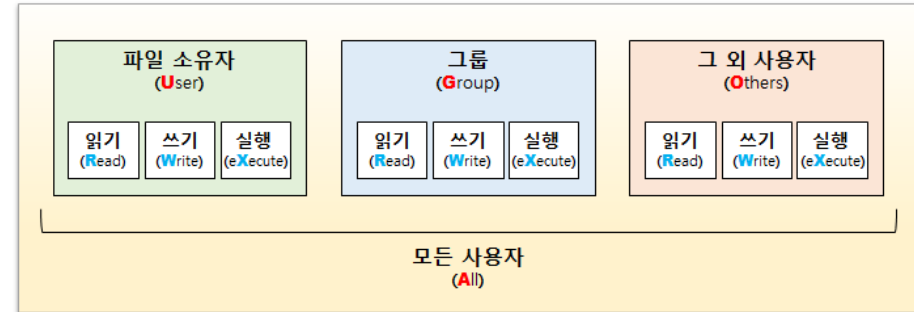 파일 소유자
(User)
읽기
(Read)
쓰기
(Write)
실행
(eXecute)
그룹
(Group)
읽기
(Read)
쓰기
(Write)
실행
(eXecute)
그 외 사용자
(Others)
읽기
(Read)
쓰기
(Write)
실행
(eXecute)
모든 사용자
(All)